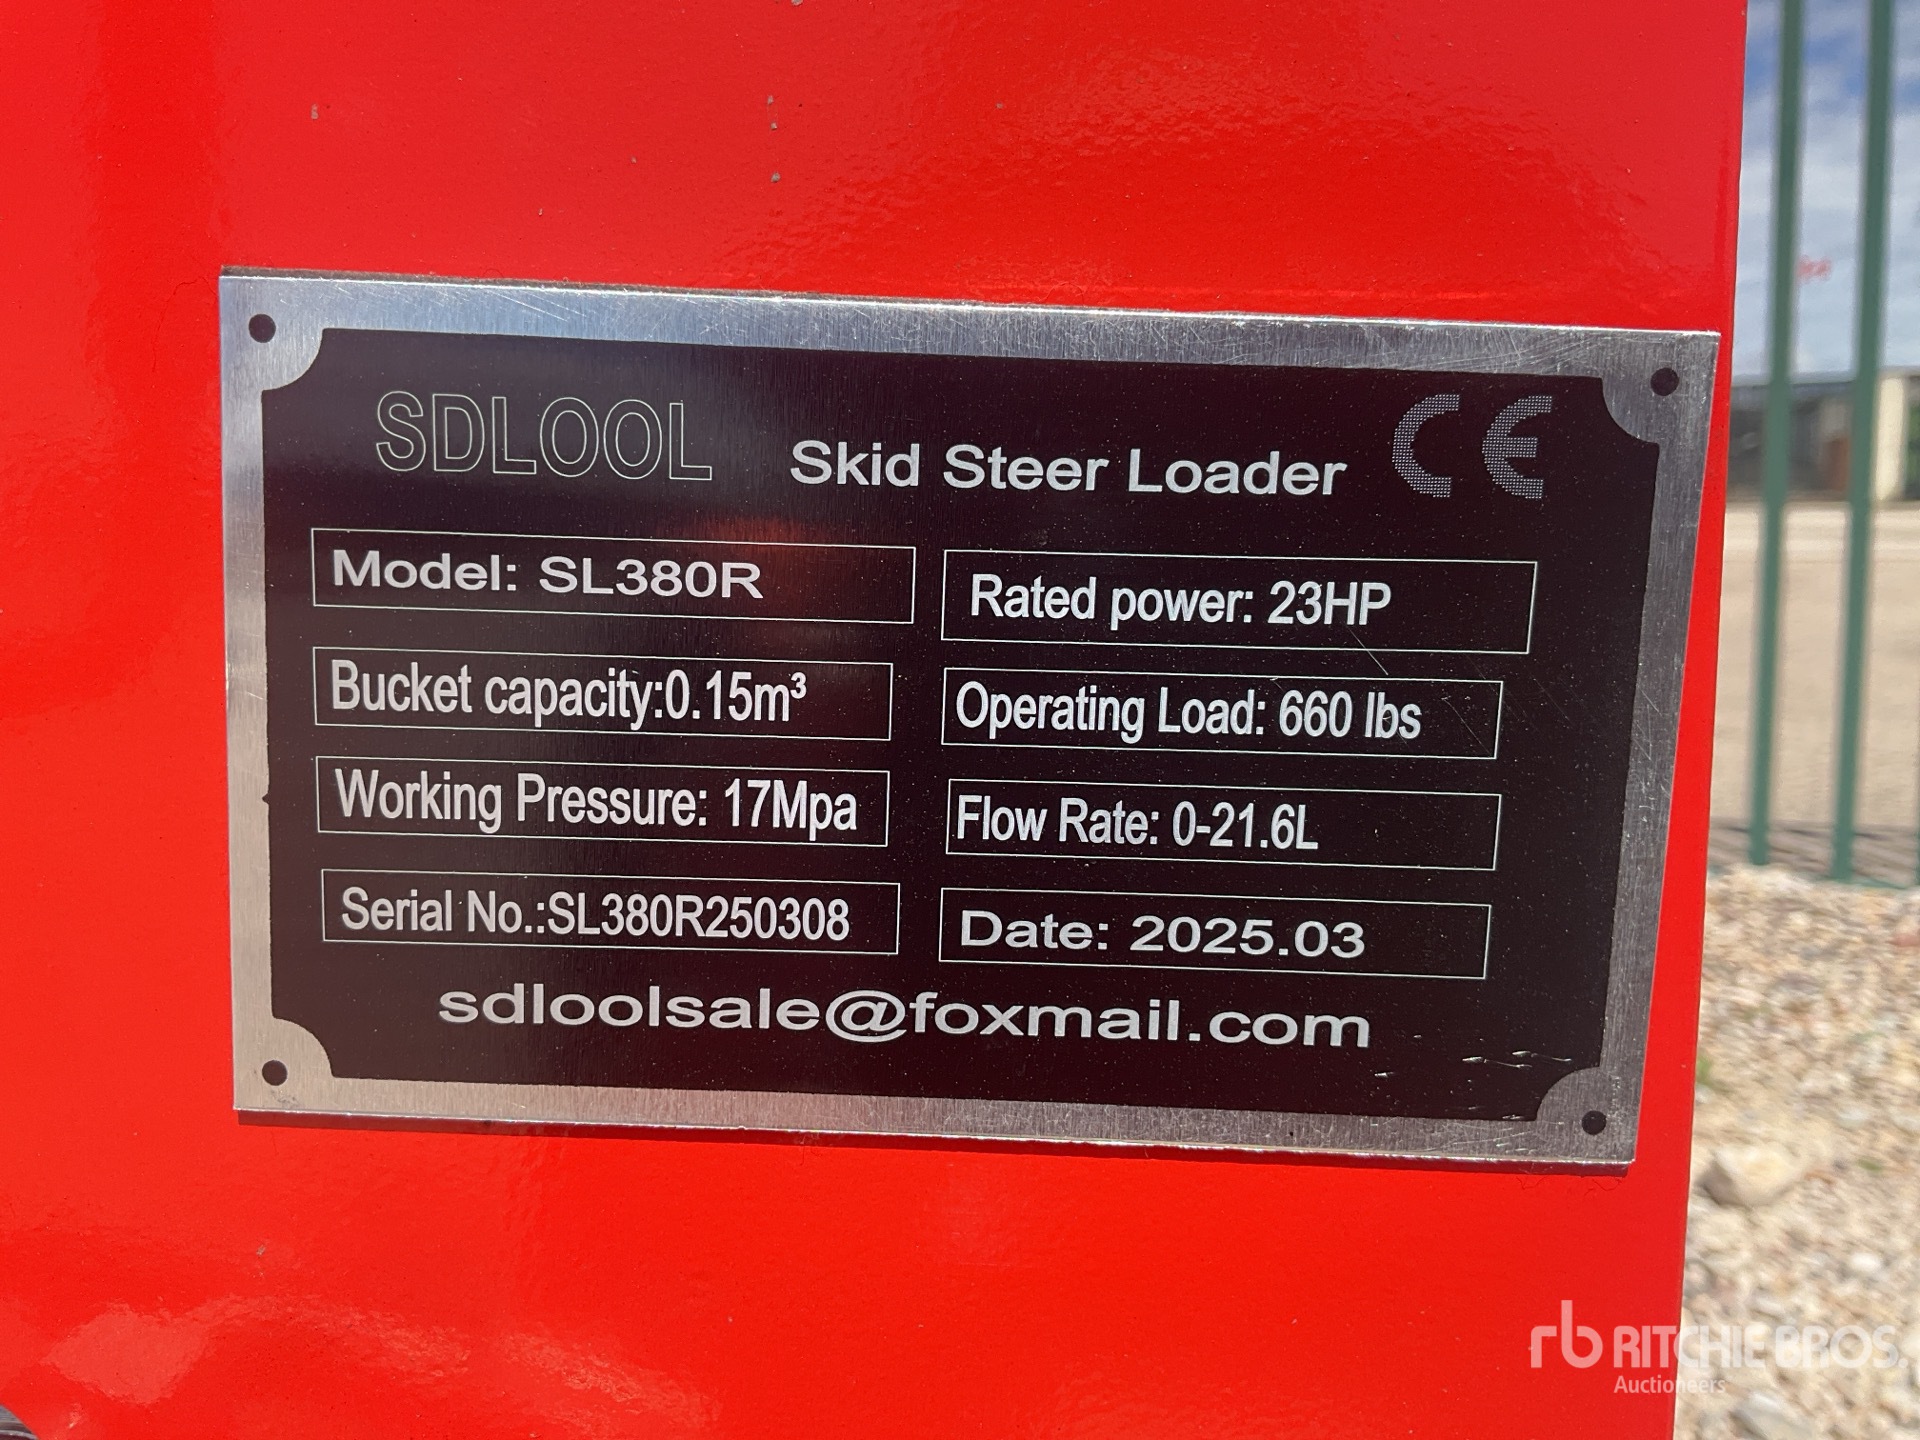 SDLOOL Skid Steer Loader CE
Model: SL380R Rated power: 23HP
Bucket capacity:0.15m³ Operating Load: 660 lbs
Working Pressure: 17Mpa Flow Rate: 0-21.6L
Serial No.:SL380R250308 Date: 2025.03
sdloolsale@foxmail.com
rb RITCHIE BROS.
Auctioneers